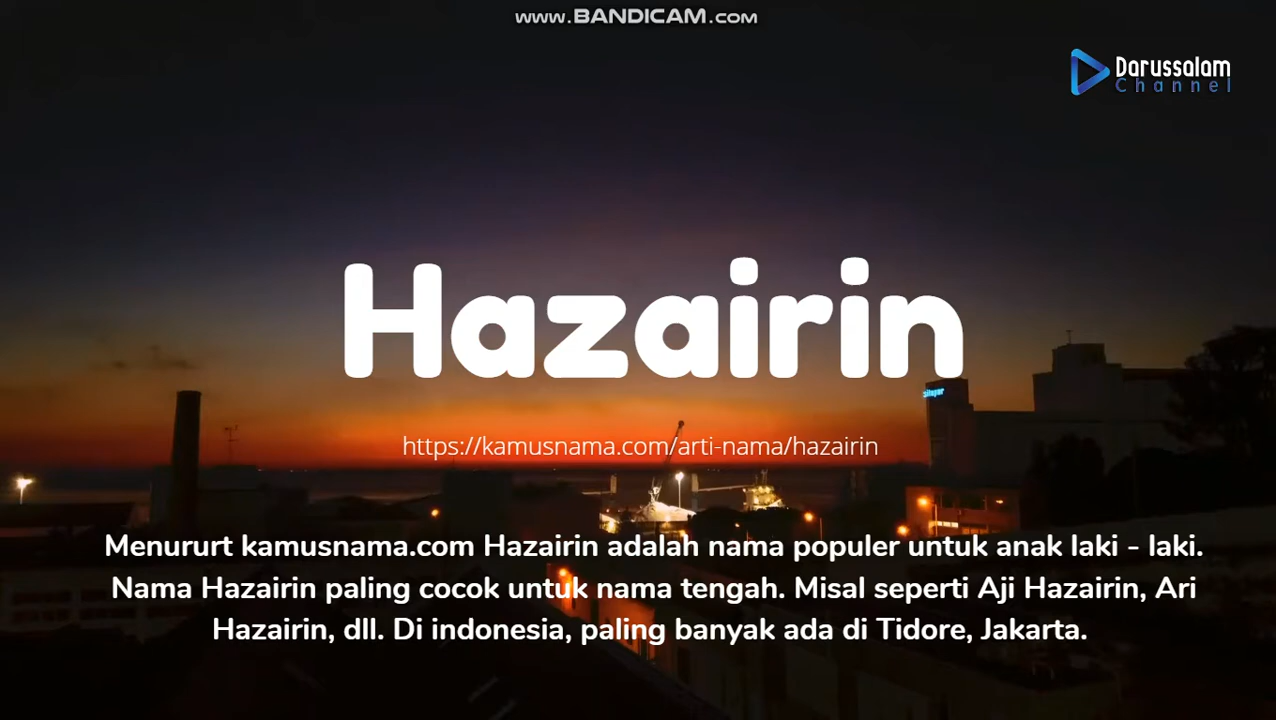 www.BANDICAM.com
Darussalam
Channel
Hazairin
https://kamusnama.com/arti-nama/hazairin
Menururt kamusnama.com Hazairin adalah nama populer untuk anak laki - laki.
Nama Hazairin paling cocok untuk nama tengah. Misal seperti Aji Hazairin, Ari
Hazairin, dll. Di indonesia, paling banyak ada di Tidore, Jakarta.